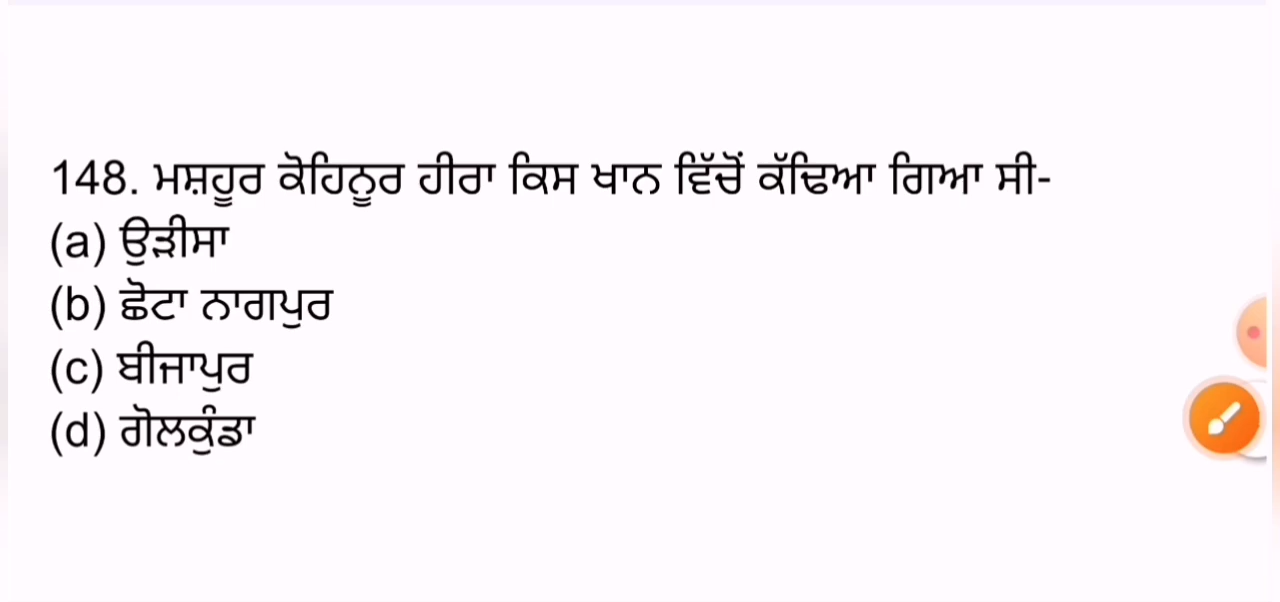 148. ਮਸ਼ਹੂਰ ਕੋਹਿਨੂਰ ਹੀਰਾ ਕਿਸ ਖਾਨ ਵਿੱਚੋਂ ਕੱਢਿਆ ਗਿਆ ਸੀ-
(a) ਉੜੀਸਾ
(b) ਛੋਟਾ ਨਾਗਪੁਰ
(c) ਬੀਜਾਪੁਰ
(d) ਗੋਲਕੁੰਡਾ